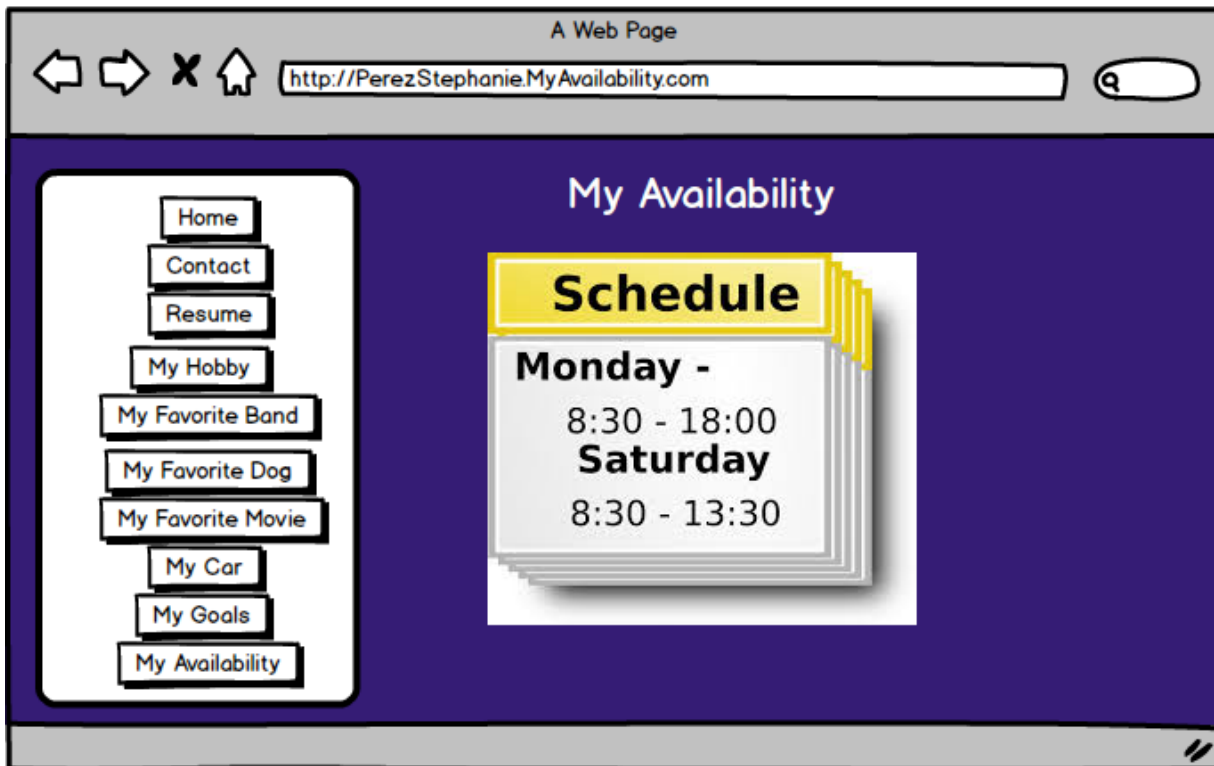 A Web Page
http://PerezStephanie.MyAvailability.com
Home
Contact
Resume
My Hobby
My Favorite Band
My Favorite Dog
My Favorite Movie
My Car
My Goals
My Availability
My Availability
Schedule
Monday -
8:30 - 18:00
Saturday
8:30 - 13:30